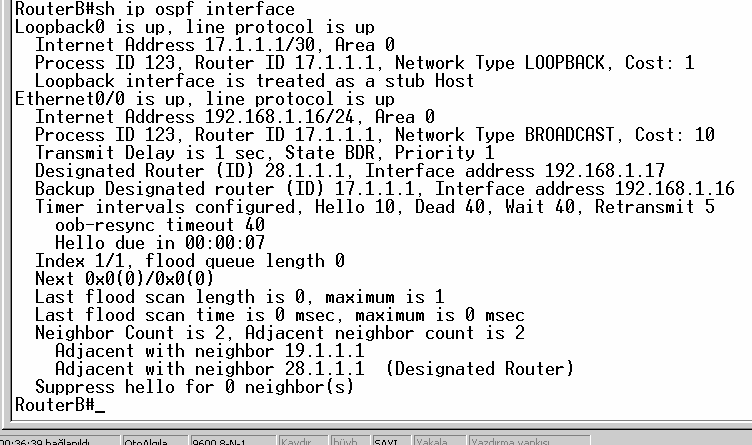 RouterB#sh ip ospf interface
Loopback0 is up, line protocol is up
Internet Address 17.1.1.1/30, Area 0
Process ID 123, Router ID 17.1.1.1, Network Type LOOPBACK, Cost: 1
Loopback interface is treated as a stub Host
Ethernet0/0 is up, line protocol is up
Internet Address 192.168.1.16/24, Area 0
Process ID 123, Router ID 17.1.1.1, Network Type BROADCAST, Cost: 10
Transmit Delay is 1 sec, State BDR, Priority 1
Designated Router (ID) 28.1.1.1, Interface address 192.168.1.17
Backup Designated router (ID) 17.1.1.1, Interface address 192.168.1.16
Timer intervals configured, Hello 10, Dead 40, Wait 40, Retransmit 5
oob-resync timeout 40
Hello due in 00:00:07
Index 1/1, flood queue length 0
Next 0x0(0)/0x0(0)
Last flood scan length is 0, maximum is 1
Last flood scan time is 0 msec, maximum is 0 msec
Neighbor Count is 2, Adjacent neighbor count is 2
Adjacent with neighbor 19.1.1.1
Adjacent with neighbor 28.1.1.1 (Designated Router)
Suppress hello for 0 neighbor(s)
RouterB#_
00:36:39 bağlanıldı OtoAlgıla 9600 8-N-1 Kaydır büyh SAYI Yakala Yazdırma yankısı